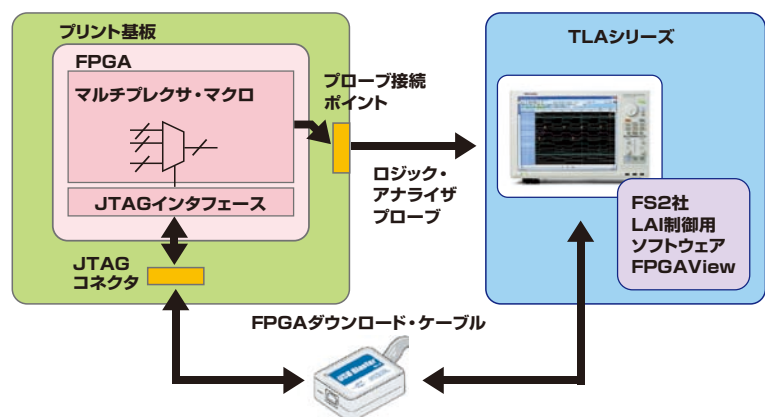 プリント基板
FPGA
マルチプレクサ・マクロ
JTAGインタフェース
JTAG
コネクタ
プローブ接続
ポイント
ロジック・
アナライザ
プローブ
TLAシリーズ
FS2社
LAI制御用
ソフトウェア
FPGAView
FPGAダウンロード・ケーブル
USB Blaster